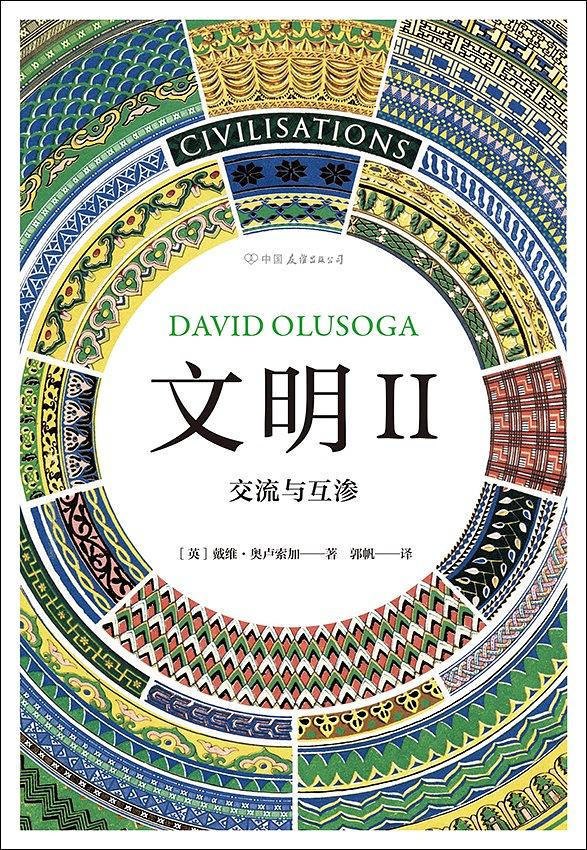 CIVILISATIONS
中国友谊出版公司
DAVID OLUSOGA
文明II
交流与互渗
[英]戴维·奥卢索加——著 郭帆——译